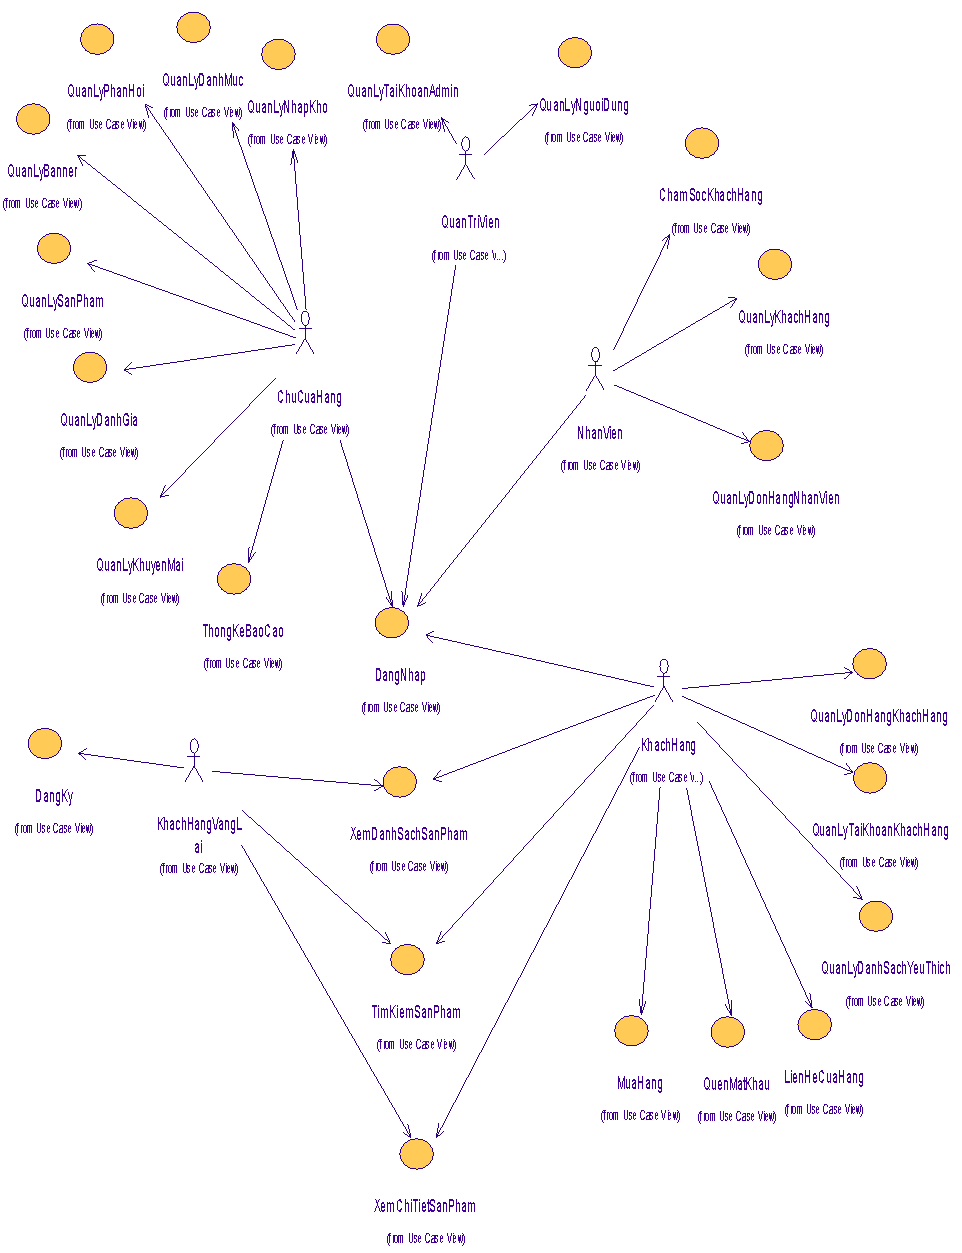 QuanLyPhanHoi
(from Use Case View)
QuanLyDanhMuc
(from Use Case View)
QuanLyNhapKho
(from Use Case View)
QuanLyTaiKhoanAdmin
(from Use Case View)
QuanLyNguoiDung
(from Use Case View)
QuanLyBanner
(from Use Case View)
ChamSocKhachHang
(from Use Case View)
QuanTriVien
(from Use Case V...)
QuanLySanPham
(from Use Case View)
QuanLyKhachHang
(from Use Case View)
ChuCuaHang
(from Use Case View)
QuanLyDanhGia
(from Use Case View)
NhanVien
(from Use Case View)
QuanLyDonHangNhanVien
(from Use Case View)
QuanLyKhuyenMai
(from Use Case View)
ThongKeBaoCao
(from Use Case View)
DangNhap
(from Use Case View)
QuanLyDonHangKhachHang
(from Use Case View)
KhachHang
(from Use Case V...)
DangKy
(from Use Case View)
KhachHangVangL
ai
(from Use Case View)
XemDanhSachSanPham
(from Use Case View)
QuanLyTaiKhoanKhachHang
(from Use Case View)
QuanLyDanhSachYeuThich
(from Use Case View)
TimKiemSanPham
(from Use Case View)
MuaHang
(from Use Case View)
QuenMatKhau
(from Use Case View)
LienHeCuaHang
(from Use Case View)
XemChiTietSanPham
(from Use Case View)